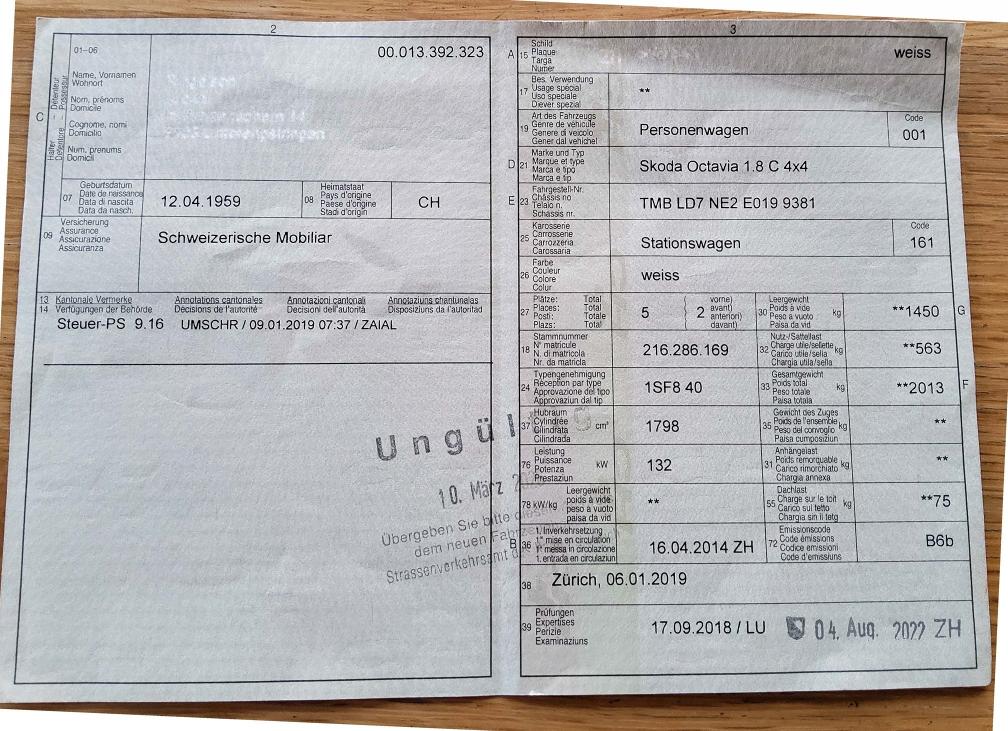 2
01-06
00.013.392.323
C
Halter - Détenteur
Detentore - Possessur
Name, Vornamen
Wohnort
Nom, prénoms
Domicile
Cognome, nomi
Domicilio
Num, prenums
Domicil
07
Geburtsdatum
Date de naissance
Data di nascita
Data da nasch.
12.04.1959
08
Heimatstaat
Pays d'origine
Paese d'origine
Stadi d'origin
CH
09
Versicherung
Assurance
Assicurazione
Assicuranza
Schweizerische Mobiliar
13 Kantonale Vermerke Annotations cantonales Annotazioni cantonali Annotaziuns chantunalas
14 Verfügungen der Behörde Décisions de l'autorité Decisioni dell'autorità Disposiziuns da l'autoritad
Steuer-PS 9.16 UMSCHR / 09.01.2019 07:37 / ZAIAL
Ungül
10. März
Übergeben Sie bitte
dem neuen
Strassenverkehrsamt
3
A
15
Schild
Plaque
Targa
Numer
weiss
17
Bes. Verwendung
Usage spécial
Uso speciale
Diever spezial
**
19
Art des Fahrzeugs
Genre de véhicule
Genere di veicolo
Gener dal vehichel
Personenwagen
Code
001
D
21
Marke und Typ
Marque et type
Marca e tipo
Marca e tip
Skoda Octavia 1.8 C 4x4
E
23
Fahrgestell-Nr.
Châssis no
Telaio n.
Schassis nr.
TMB LD7 NE2 E019 9381
25
Karosserie
Carrosserie
Carrozzeria
Carossaria
Stationswagen
Code
161
26
Farbe
Couleur
Colore
Colur
weiss
27
Plätze: Total
Places: Total
Posti: Totale
Plazs: Total
5
2
vorne)
avant)
anteriori)
davant)
30
Leergewicht
Poids à vide
Peso a vuoto
Paisa da vid
kg
**1450
G
18
Stammnummer
N° matricule
N. di matricola
Nr. da matricla
216.286.169
32
Nutz-/Sattellast
Charge utile/sellette
Carico utile/sella
Chargia utila/sella
kg
**563
24
Typengenehmigung
Réception par type
Approvazione del tipo
Approvaziun dal tip
1SF8 40
33
Gesamtgewicht
Poids total
Peso totale
Paisa totala
kg
**2013
F
37
Hubraum
Cylindrée
Cilindrata
Cilindrada
cm³
1798
35
Gewicht des Zuges
Poids de l'ensemble
Peso del convoglio
Paisa cumposiziun
kg
**
76
Leistung
Puissance
Potenza
Prestaziun
kW
132
31
Anhängelast
Poids remorquable
Carico rimorchiato
Chargia annexa
kg
**
78 kW/kg
Leergewicht
poids à vide
peso a vuoto
paisa da vid
**
55
Dachlast
Charge sur le toit
Carico sul tetto
Chargia sin il tetg
kg
**75
B
36
1. Inverkehrsetzung
1re mise en circulation
1a messa in circolazione
1. entrada en circulaziun
16.04.2014 ZH
72
Emissionscode
Code émissions
Codice emissioni
Code d'emissiuns
B6b
38
Zürich, 06.01.2019
39
Prüfungen
Expertises
Perizie
Examinaziuns
17.09.2018 / LU
04. Aug. 2022 ZH